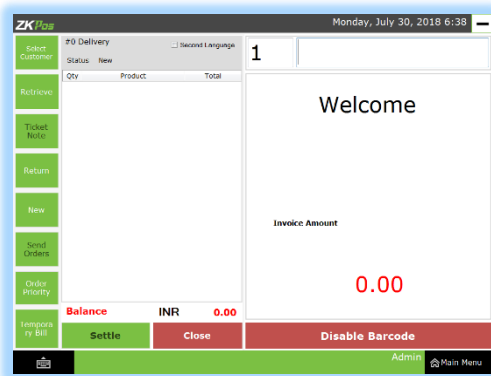 ZKPos
Monday, July 30, 2018 6:38
Select
Customer
#0 Delivery
Second Language
Status New
1
Qty Product Total
Retrieve
Welcome
Ticket
Note
Return
New
Invoice Amount
Send
Orders
Order
Priority
0.00
Balance INR 0.00
Tempora
ry Bill
Settle
Close
Disable Barcode
Admin
Main Menu